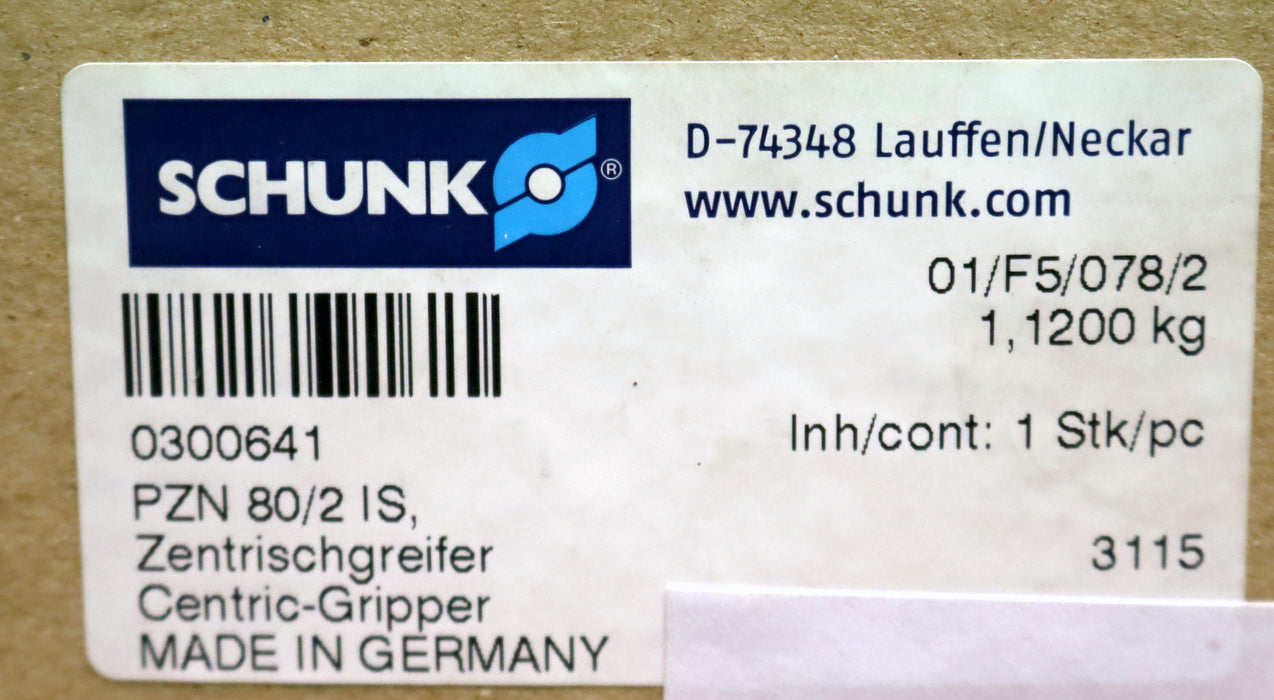 SCHUNK ®
D-74348 Lauffen/Neckar
www.schunk.com
01/F5/078/2
1,1200 kg
0300641
Inh/cont: 1 Stk/pc
PZN 80/2 IS,
Zentrischgreifer
3115
Centric-Gripper
MADE IN GERMANY